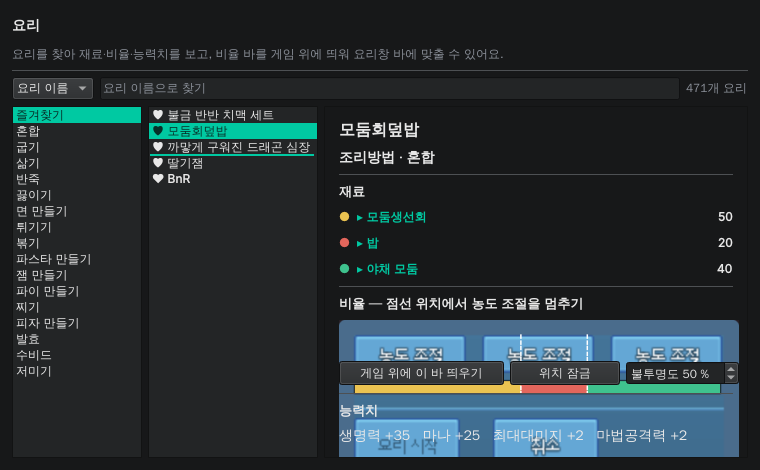 요리
요리를 찾아 재료·비율·능력치를 보고, 비율 바를 게임 위에 띄워 요리창 바에 맞출 수 있어요.
요리 이름 요리 이름으로 찾기 471개 요리
즐겨찾기
혼합
굽기
삶기
반죽
끓이기
면 만들기
튀기기
볶기
파스타 만들기
잼 만들기
파이 만들기
찌기
피자 만들기
발효
수비드
저미기
불금 반반 치맥 세트
모둠회덮밥
까맣게 구워진 드래곤 심장
딸기잼
BnR
모둠회덮밥
조리방법 · 혼합
재료
▸ 모둠생선회 50
▸ 밥 20
▸ 야채 모둠 40
비율 — 점선 위치에서 농도 조절을 멈추기
농도 조절 농도 조절 농도 조절
게임 위에 이 바 띄우기 위치 잠금 불투명도 50 %
능력치
생명력 +35 마나 +25 최대대미지 +2 마법공격력 +2
요리 시작 취소